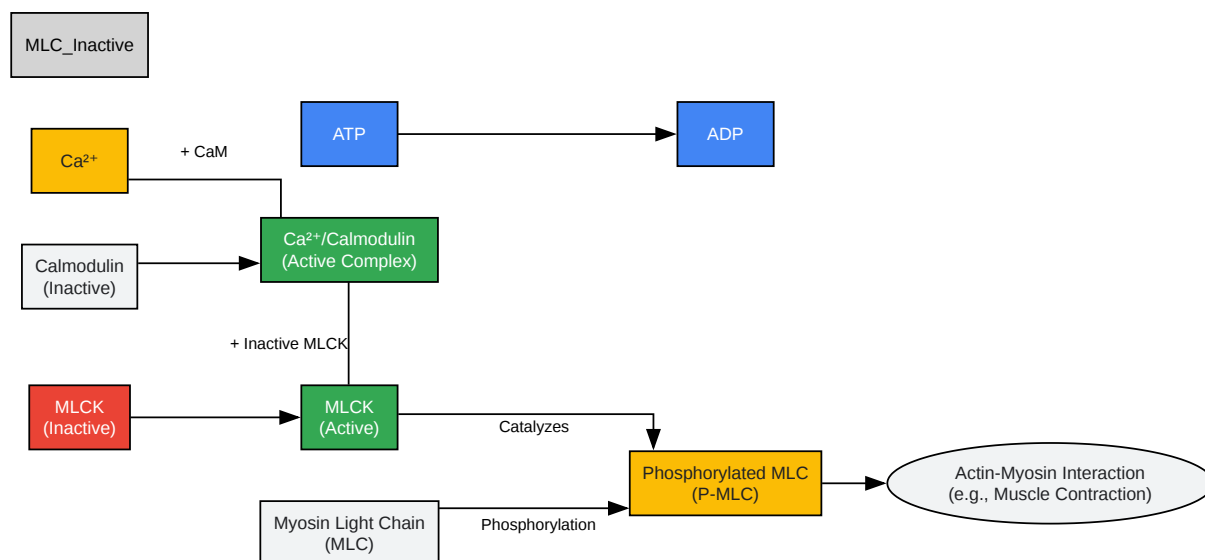 MLC_Inactive
ATP
ADP
+ CaM
Ca²⁺
Ca²⁺/Calmodulin
(Active Complex)
Calmodulin
(Inactive)
+ Inactive MLCK
MLCK
(Inactive)
MLCK
(Active)
Catalyzes
Phosphorylated MLC
(P-MLC)
Actin-Myosin Interaction
(e.g., Muscle Contraction)
Myosin Light Chain
(MLC)
Phosphorylation